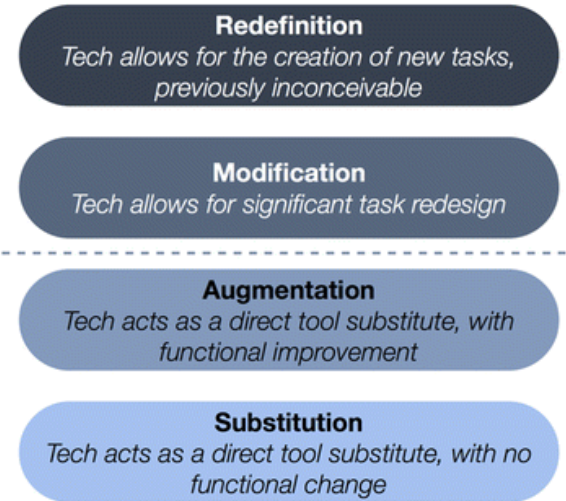 Redefinition
Tech allows for the creation of new tasks,
previously inconceivable
Modification
Tech allows for significant task redesign
Augmentation
Tech acts as a direct tool substitute, with
functional improvement
Substitution
Tech acts as a direct tool substitute, with no
functional change